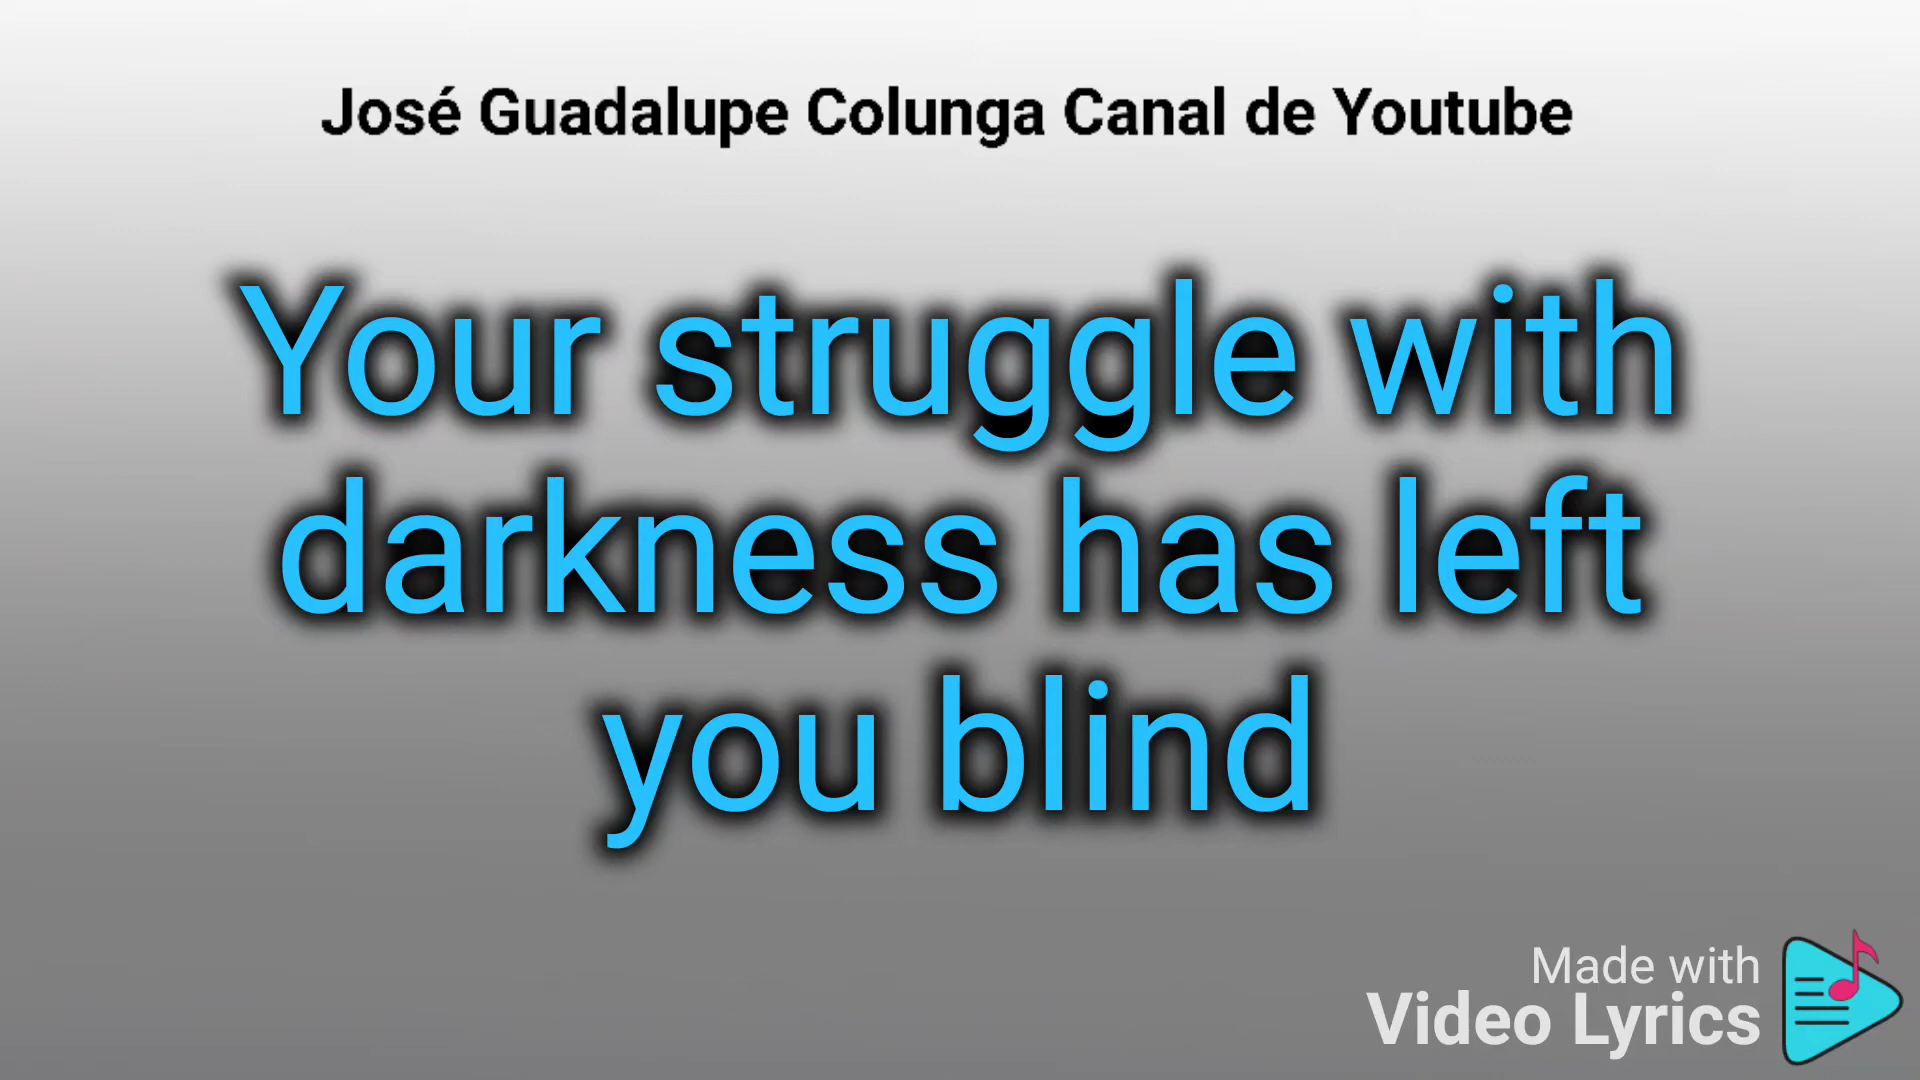 José Guadalupe Colunga Canal de Youtube
Your struggle with
darkness has left
you blind
Made with
Video Lyrics